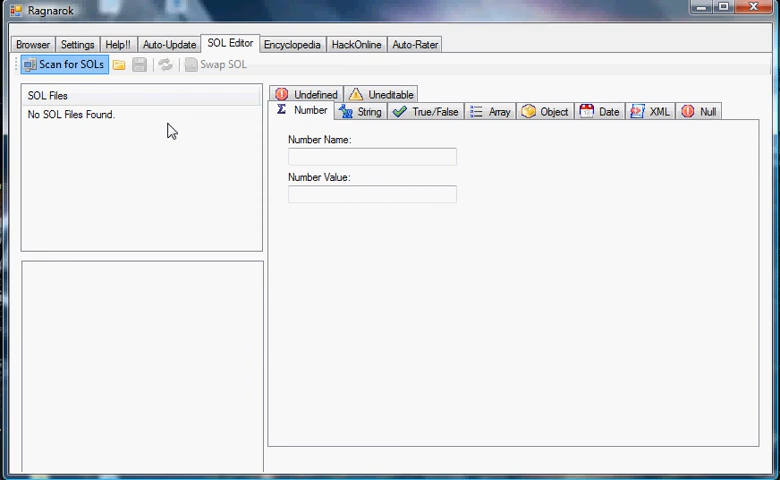 Ragnarok
Browser Settings Help!! Auto-Update SOL Editor Encyclopedia HackOnline Auto-Rater
Scan for SOLs Swap SOL
SOL Files
No SOL Files Found.
Undefined Uneditable
Number String True/False Array Object Date XML Null
Number Name:
Number Value: